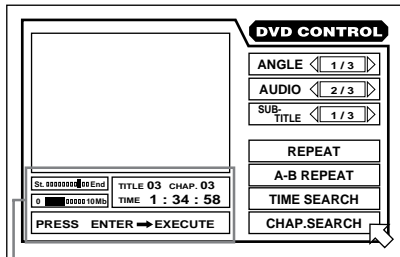 DVD CONTROL
ANGLE 1 / 3
AUDIO 2 / 3
SUB-TITLE 1 / 3
REPEAT
A-B REPEAT
TIME SEARCH
CHAP.SEARCH
St. End
0 10Mb
TITLE 03 CHAP. 03
TIME 1 : 34 : 58
PRESS ENTER ➡ EXECUTE